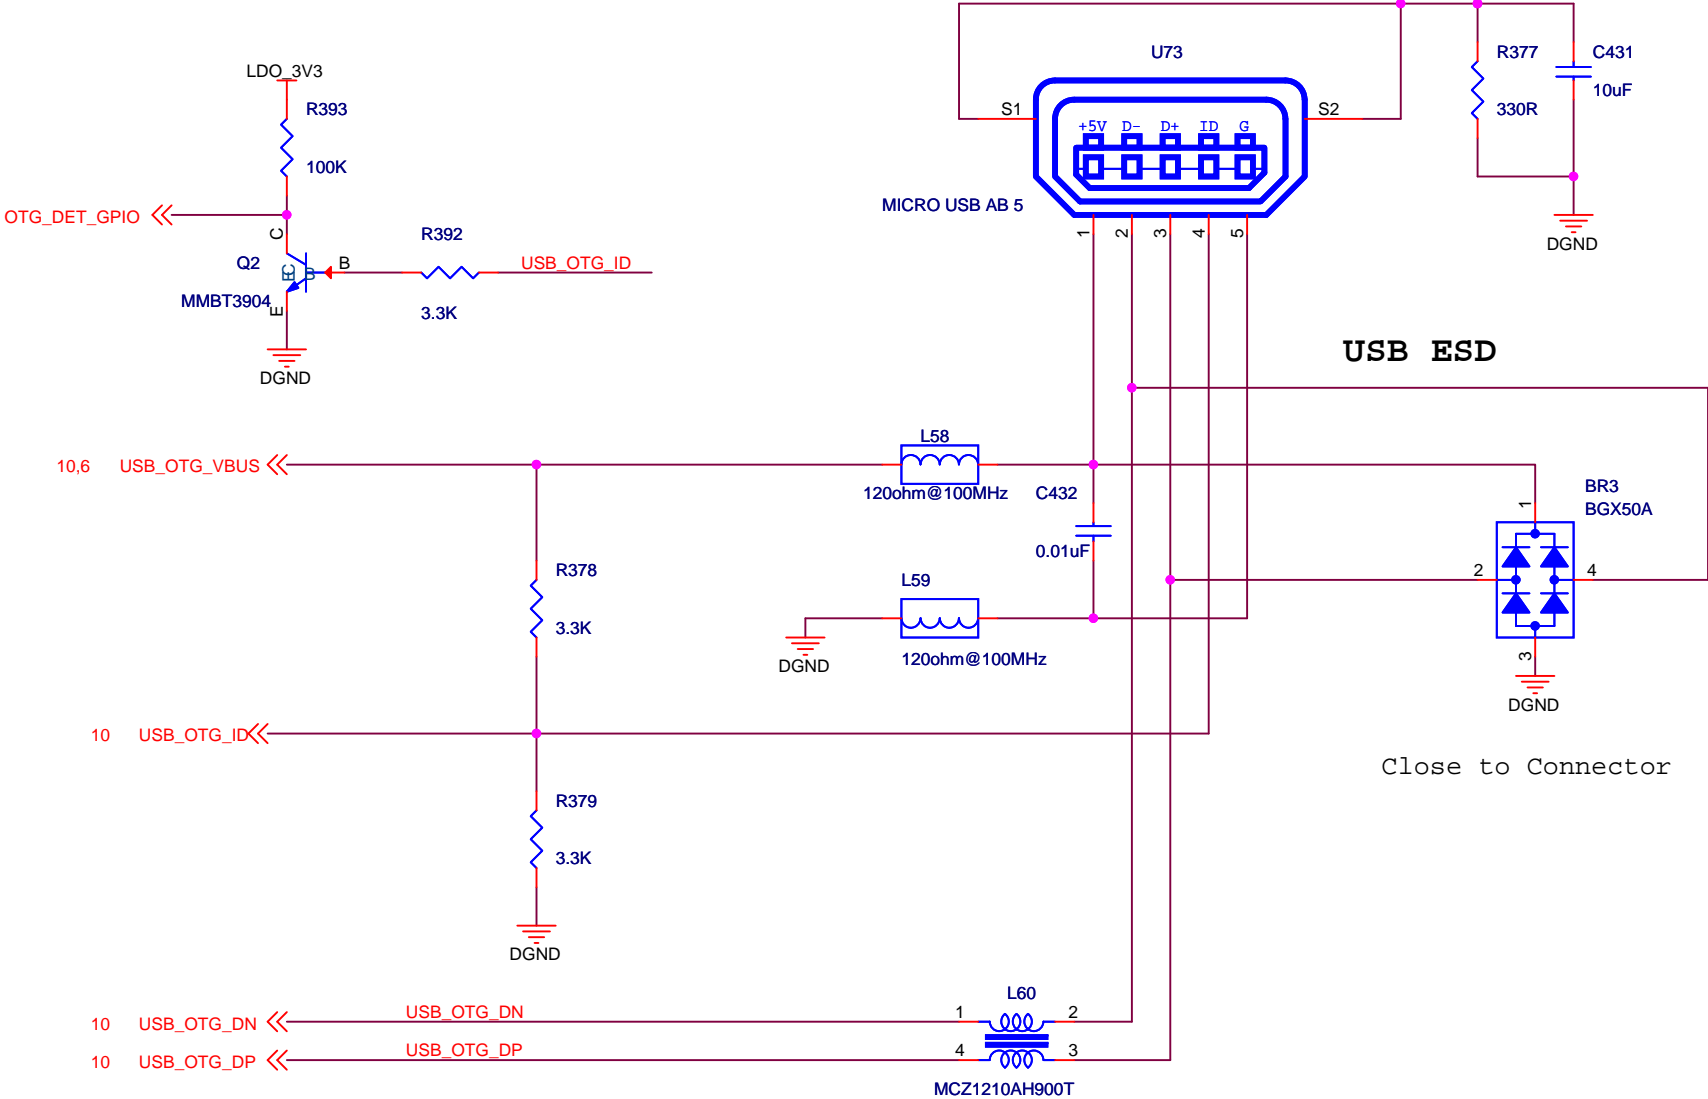 U73
R377
C431
330R
10uF
S1
S2
+5V D- D+ ID G
MICRO USB AB 5
1 2 3 4 5
DGND
LDO_3V3
R393
100K
OTG_DET_GPIO
C
Q2
C
E
B
B
MMBT3904
E
DGND
R392
USB_OTG_ID
3.3K
USB ESD
10,6 USB_OTG_VBUS
L58
120ohm@100MHz
C432
0.01uF
BR3
BGX50A
1
2
4
3
DGND
R378
3.3K
L59
120ohm@100MHz
DGND
10 USB_OTG_ID
Close to Connector
R379
3.3K
DGND
L60
10 USB_OTG_DN
USB_OTG_DN
1
2
10 USB_OTG_DP
USB_OTG_DP
4
3
MCZ1210AH900T